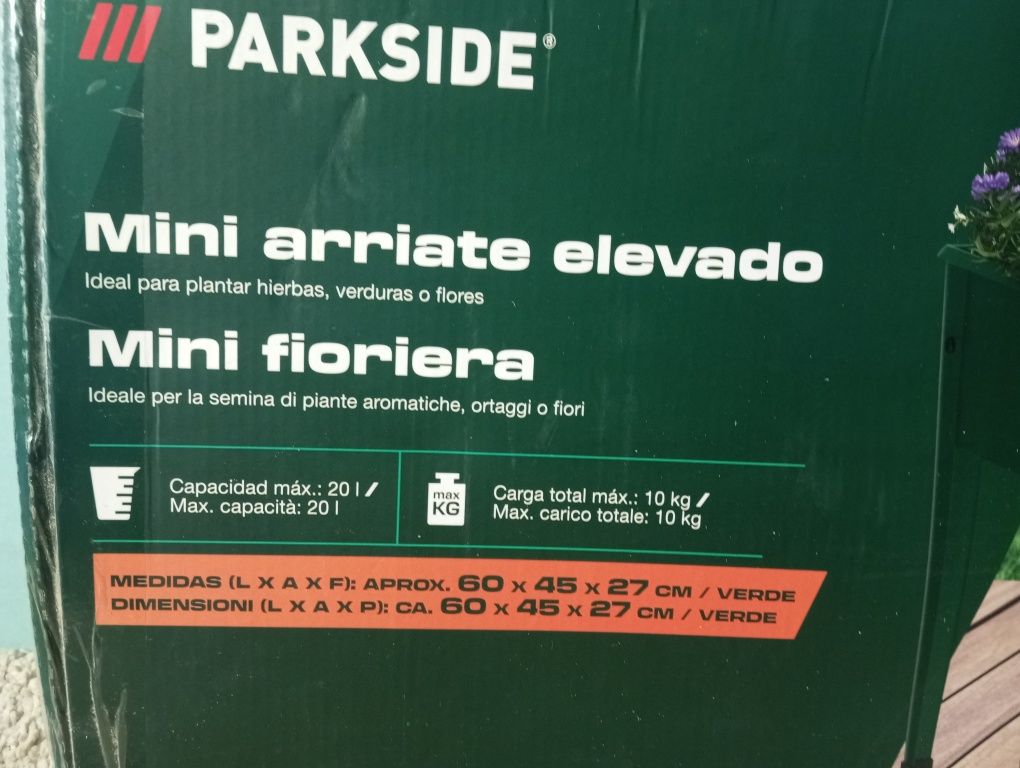 PARKSIDE®
Mini arriate elevado
Ideal para plantar hierbas, verduras o flores
Mini fioriera
Ideale per la semina di piante aromatiche, ortaggi o fiori
Capacidad máx.: 20 l /
Max. capacità: 20 l
max
KG
Carga total máx.: 10 kg /
Max. carico totale: 10 kg
MEDIDAS (L X A X F): APROX. 60 x 45 x 27 CM / VERDE
DIMENSIONI (L X A X P): CA. 60 x 45 x 27 CM / VERDE